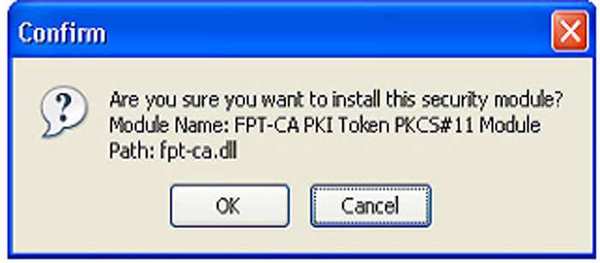 Confirm
Are you sure you want to install this security module?
Module Name: FPT-CA PKI Token PKCS#11 Module
Path: fpt-ca.dll
OK
Cancel